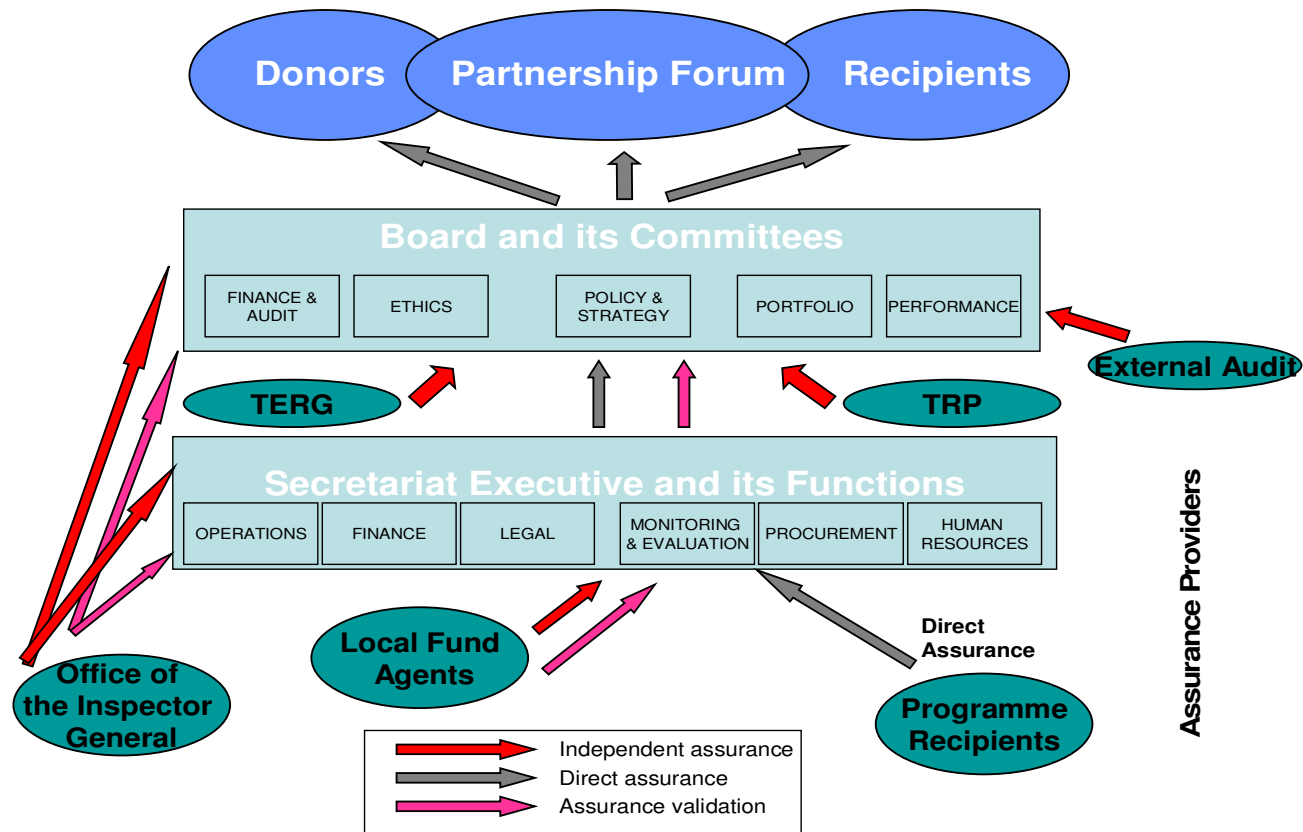 Donors
Partnership Forum
Recipients
Board and its Committees
FINANCE &
AUDIT
ETHICS
POLICY &
STRATEGY
PORTFOLIO
PERFORMANCE
External Audit
TERG
TRP
Secretariat Executive and its Functions
OPERATIONS
FINANCE
LEGAL
MONITORING
& EVALUATION
PROCUREMENT
HUMAN
RESOURCES
Assurance Providers
Local Fund
Agents
Direct
Assurance
Office of
the Inspector
General
Programme
Recipients
Independent assurance
Direct assurance
Assurance validation